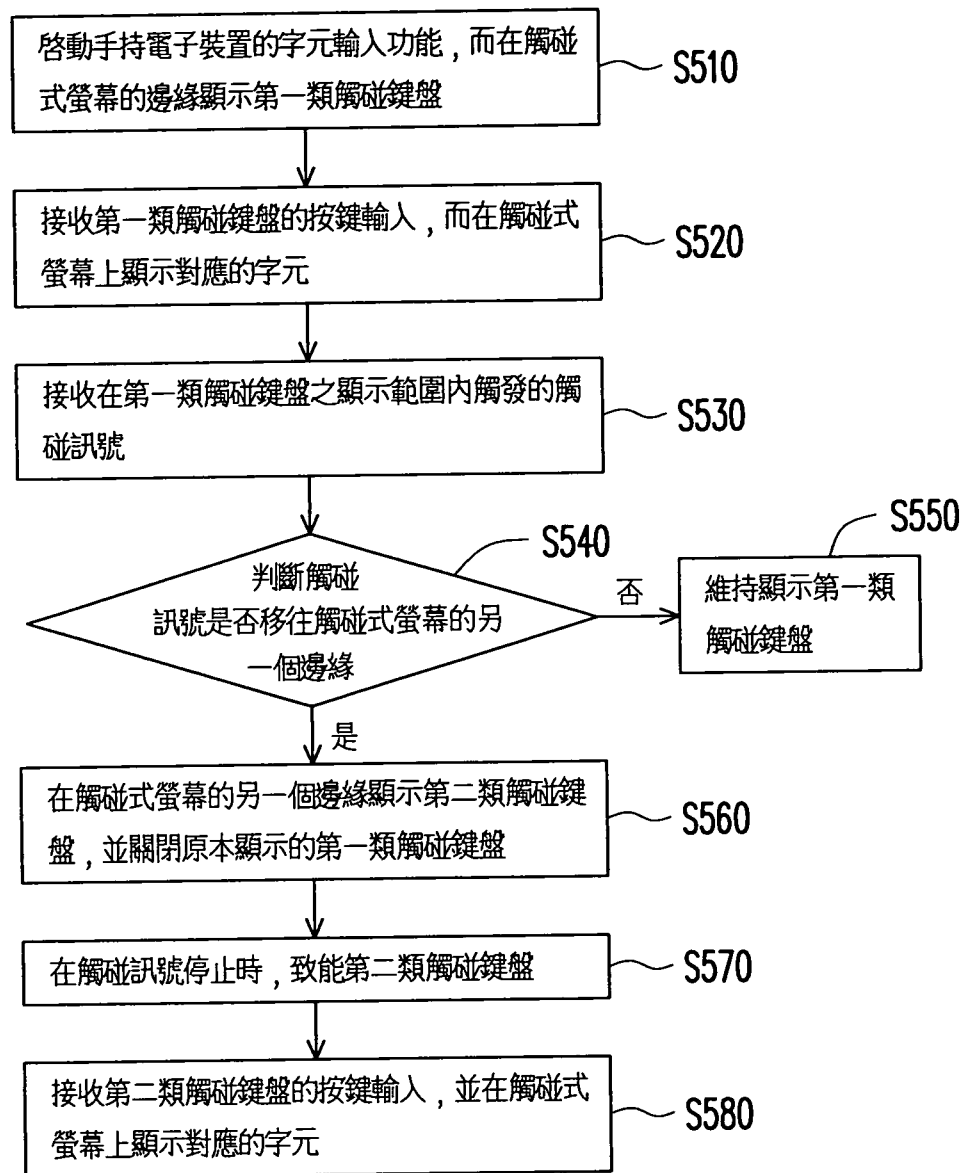 啓動手持電子裝置的字元輸入功能，而在觸碰
式螢幕的邊緣顯示第一類觸碰鍵盤
S510
接收第一類觸碰鍵盤的按鍵輸入，而在觸碰式
螢幕上顯示對應的字元
S520
接收在第一類觸碰鍵盤之顯示範圍內觸發的觸
碰訊號
S530
判斷觸碰
訊號是否移往觸碰式螢幕的另
一個邊緣
S540
否
維持顯示第一類
觸碰鍵盤
S550
是
在觸碰式螢幕的另一個邊緣顯示第二類觸碰鍵
盤，並關閉原本顯示的第一類觸碰鍵盤
S560
在觸碰訊號停止時，致能第二類觸碰鍵盤
S570
接收第二類觸碰鍵盤的按鍵輸入，並在觸碰式
螢幕上顯示對應的字元
S580